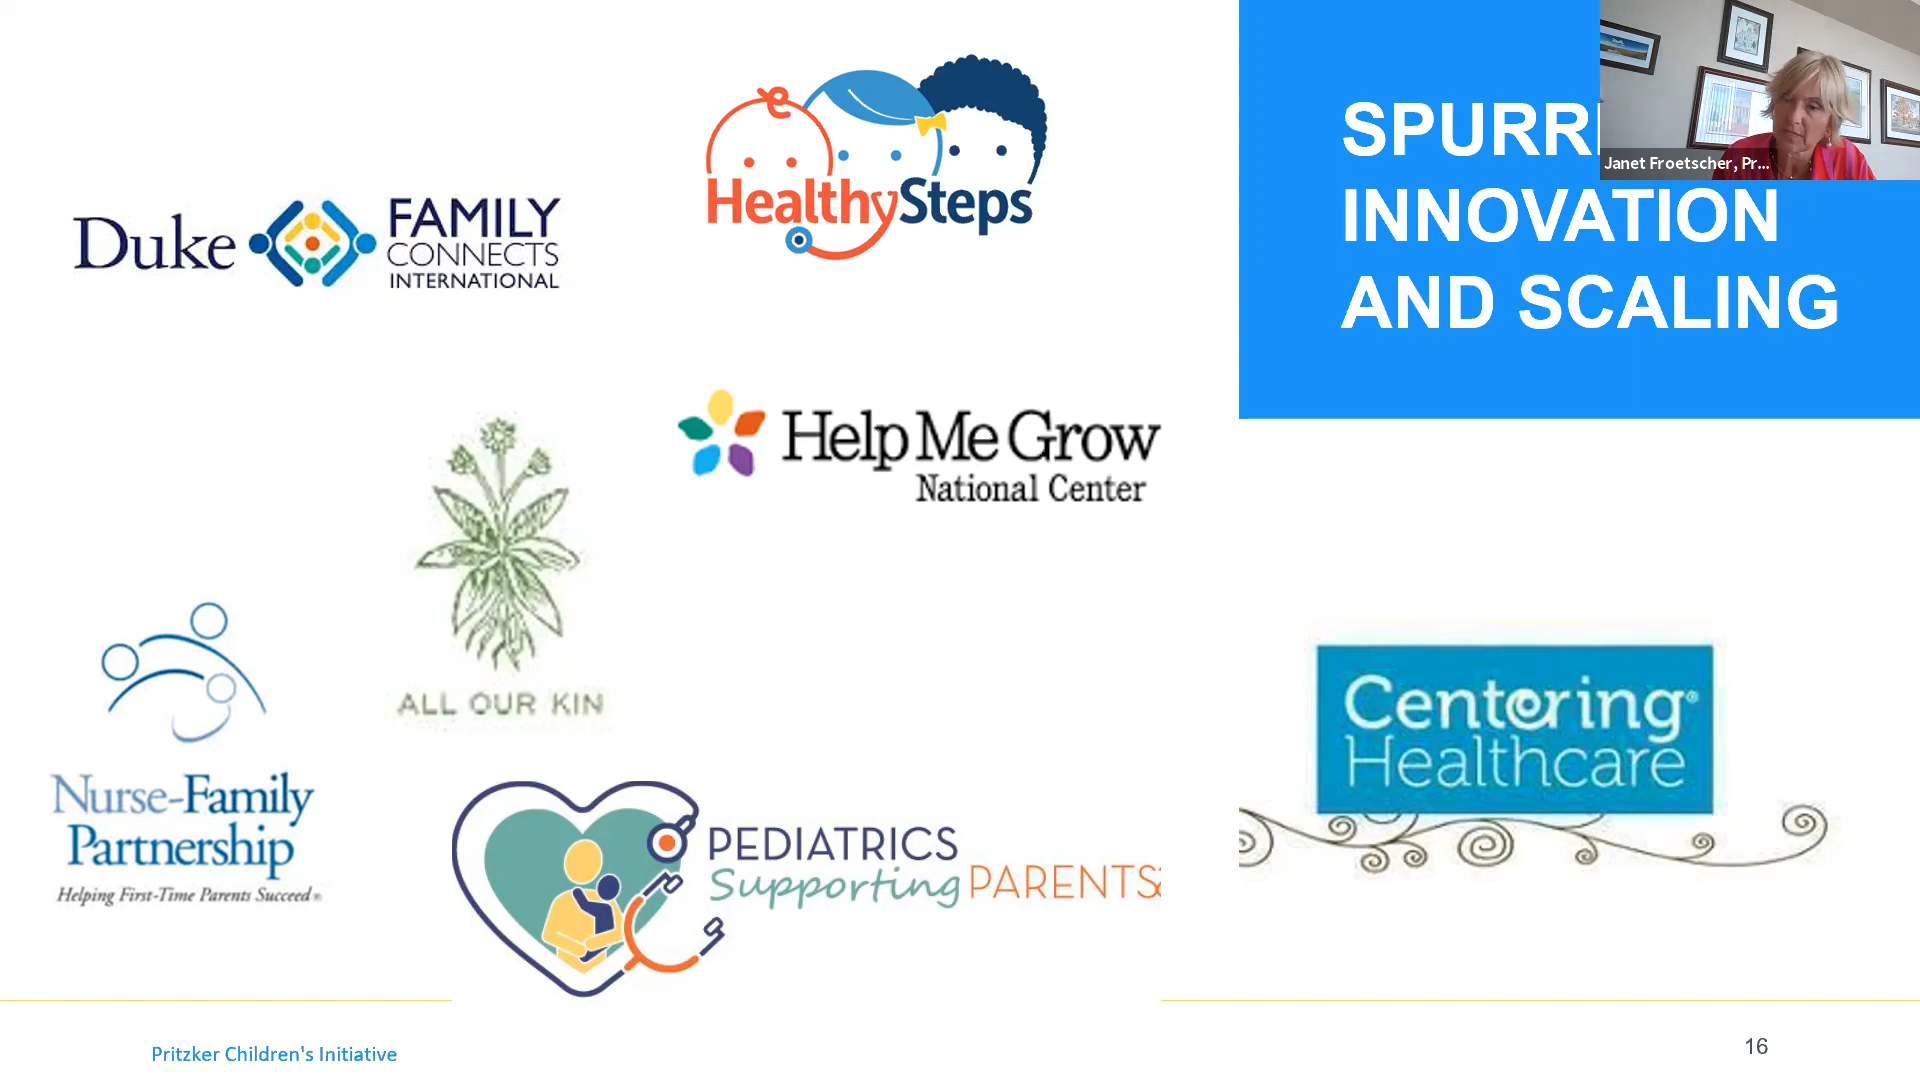 SPURRI
INNOVATION
AND SCALING
Janet Froetscher, Pr...
HealthySteps
Duke
FAMILY
CONNECTS
INTERNATIONAL
Help Me Grow
National Center
ALL OUR KIN
Nurse-Family
Partnership
Helping First-Time Parents Succeed®
Centering®
Healthcare
PEDIATRICS
Supporting PARENTS
Pritzker Children's Initiative
16